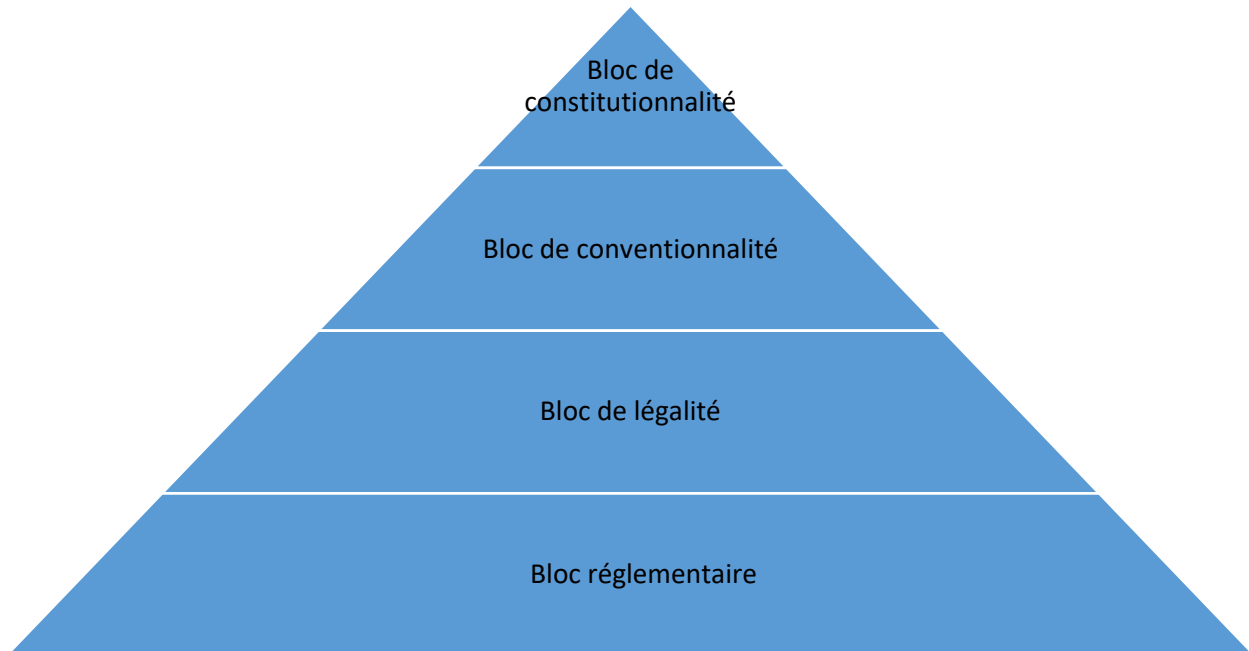 Bloc de
constitutionnalité
Bloc de conventionnalité
Bloc de légalité
Bloc réglementaire